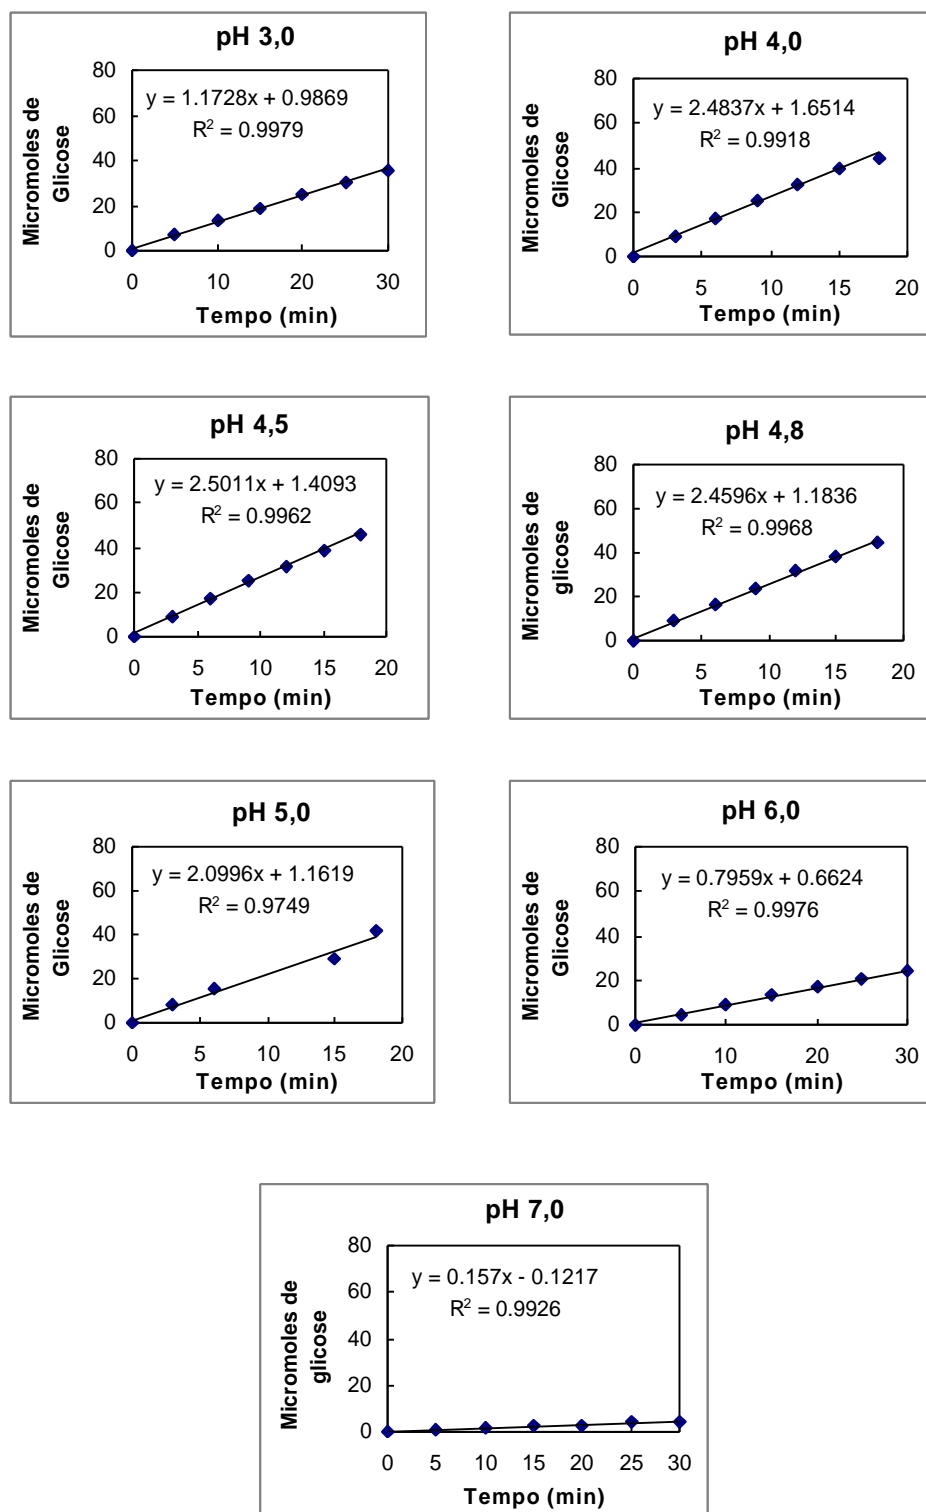 pH 3,0
Micromoles de
Glicose
80
60
40
20
0
y = 1.1728x + 0.9869
R² = 0.9979
0 10 20 30
Tempo (min)
pH 4,0
Micromoles de
Glicose
80
60
40
20
0
y = 2.4837x + 1.6514
R² = 0.9918
0 5 10 15 20
Tempo (min)
pH 4,5
Micromoles de
Glicose
80
60
40
20
0
y = 2.5011x + 1.4093
R² = 0.9962
0 5 10 15 20
Tempo (min)
pH 4,8
Micromoles de
glicose
80
60
40
20
0
y = 2.4596x + 1.1836
R² = 0.9968
0 5 10 15 20
Tempo (min)
pH 5,0
Micromoles de
Glicose
80
60
40
20
0
y = 2.0996x + 1.1619
R² = 0.9749
0 5 10 15 20
Tempo (min)
pH 6,0
Micromoles de
Glicose
80
60
40
20
0
y = 0.7959x + 0.6624
R² = 0.9976
0 10 20 30
Tempo (min)
pH 7,0
Micromoles de
glicose
80
60
40
20
0
y = 0.157x - 0.1217
R² = 0.9926
0 5 10 15 20 25 30
Tempo (min)